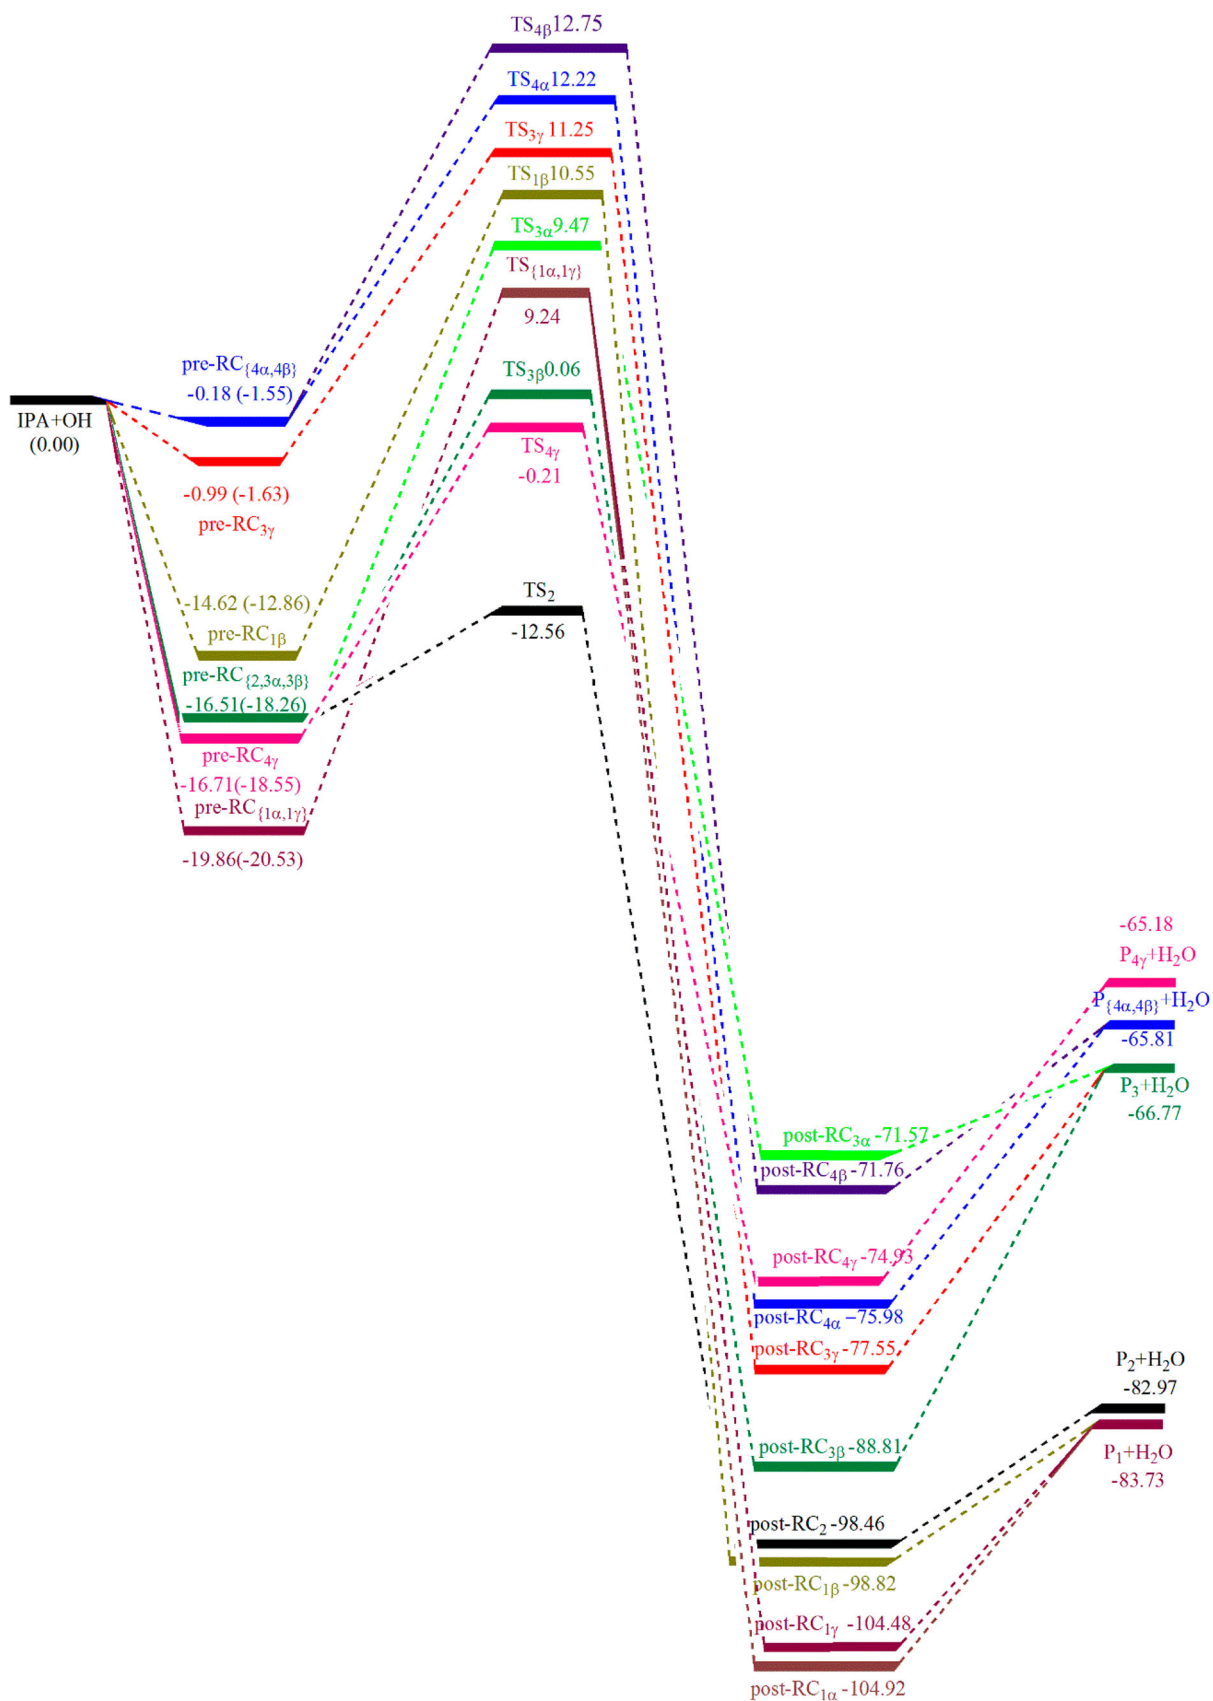 TS4β12.75
TS4α 12.22
TS3γ 11.25
TS1β10.55
TS3α 9.47
TS{1α,1γ}
9.24
TS3β0.06
TS4γ
-0.21
TS2
-12.56
IPA+OH
(0.00)
pre-RC{4α,4β}
-0.18 (-1.55)
-0.99 (-1.63)
pre-RC3γ
-14.62 (-12.86)
pre-RC1β
pre-RC{2,3α,3β}
-16.51(-18.26)
pre-RC4γ
-16.71(-18.55)
pre-RC{1α,1γ}
-19.86(-20.53)
-65.18
P4γ+H2O
P{4α,4β}+H2O
-65.81
P3+H2O
-66.77
post-RC3α -71.57
post-RC4β -71.76
post-RC4γ -74.93
post-RC4α –75.98
post-RC3γ -77.55
P2+H2O
-82.97
P1+H2O
-83.73
post-RC3β -88.81
post-RC2 -98.46
post-RC1β -98.82
post-RC1γ -104.48
post-RC1α -104.92